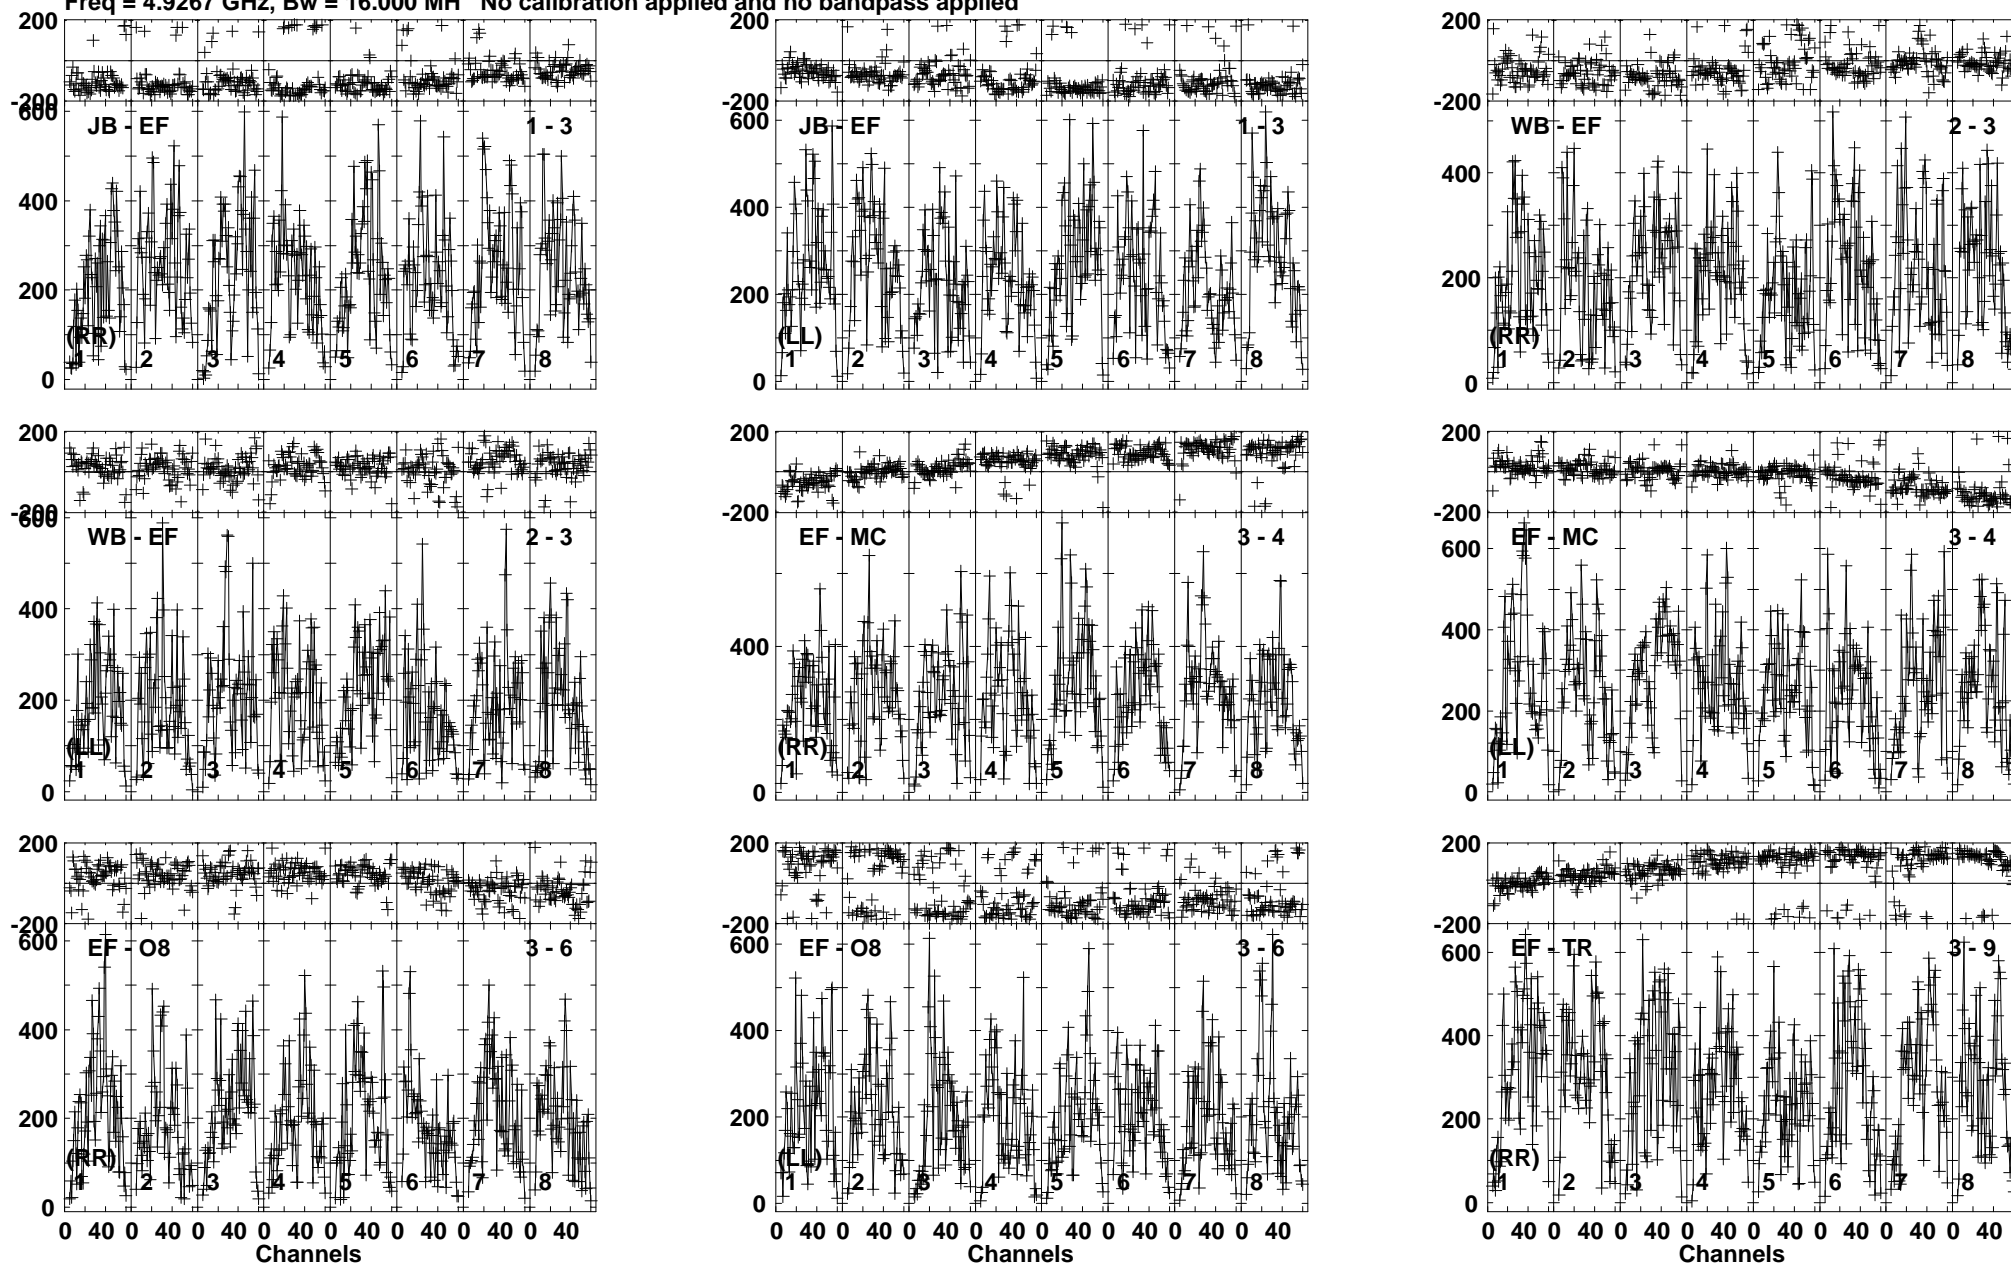 Freq = 4.9267 GHz, Bw = 16.000 MH No calibration applied and no bandpass applied
200 200 200
-200 -200 -200
600 JB - EF 1 - 3 600 JB - EF 1 - 3 WB - EF 2 - 3
400 400 400
200 200 200
(RR) (LL) (RR)
1 2 3 4 5 6 7 8 1 2 3 4 5 6 7 8 1 2 3 4 5 6 7 8
0 0 0
200 200 200
-200 -200 -200
600 WB - EF 2 - 3 EF - MC 3 - 4 600 EF - MC 3 - 4
400 400 400
200 200
(LL) (RR) (LL)
1 2 3 4 5 6 7 8 1 2 3 4 5 6 7 8 1 2 3 4 5 6 7 8
0 0 0
200 200 200
-200 -200 -200
600 EF - O8 3 - 6 600 EF - O8 3 - 6 600 EF - TR 3 - 9
400 400 400
200 200 200
(RR) (LL) (RR)
1 2 3 4 5 6 7 8 1 2 3 4 5 6 7 8 1 2 3 4 5 6 7 8
0 0 0
0 40 0 40 0 40 0 40 0 40 0 40 0 40 0 40 0 40 0 40 0 40 0 40 0 40 0 40 0 40 0 40 0 40 0 40 0 40 0 40 0 40 0 40 0 40 0 40
Channels Channels Channels